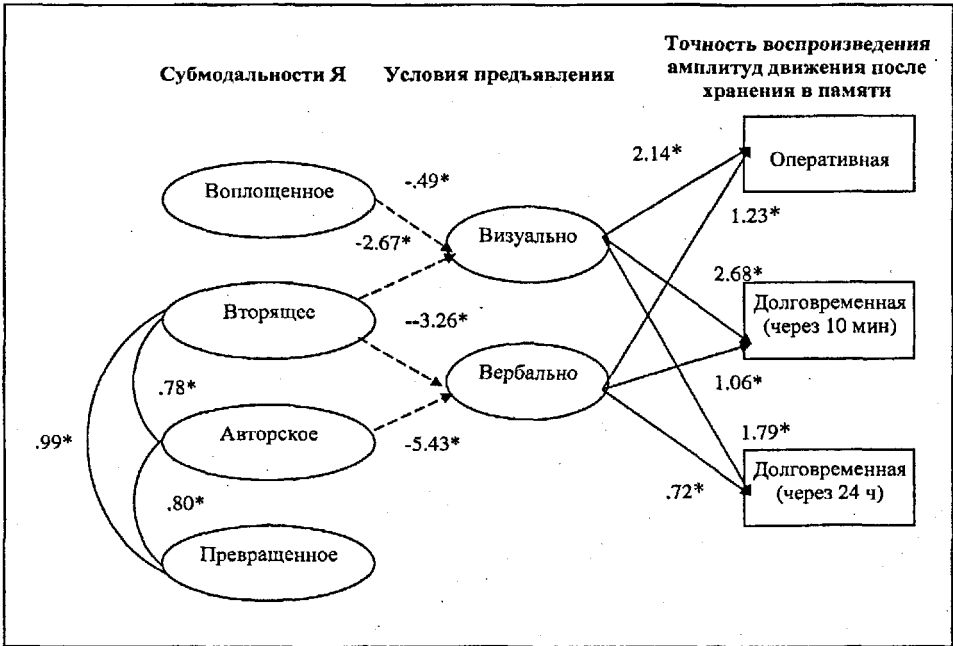 Субмодальности Я
Условия предъявления
Точность воспроизведения
амплитуд движения после
хранения в памяти
Воплощенное
Вторящее
Авторское
Превращенное
.78*
.99*
.80*
-.49*
-2.67*
--3.26*
-5.43*
Визуально
Вербально
2.14*
1.23*
2.68*
1.06*
1.79*
.72*
Оперативная
Долговременная
(через 10 мин)
Долговременная
(через 24 ч)